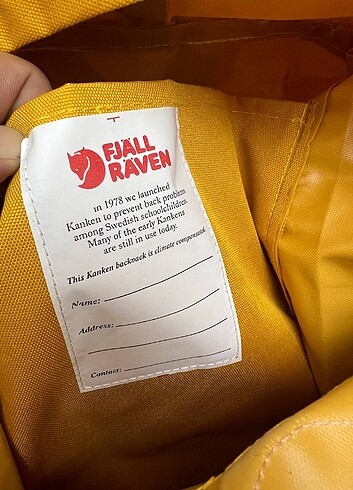 FJÄLL
RÄVEN
in 1978 we launched
Kanken to prevent back problems
among Swedish schoolchildren.
Many of the early Kankens
are still in use today.
This Kanken backpack is climate compensated.
Name:
Address:
Contact: